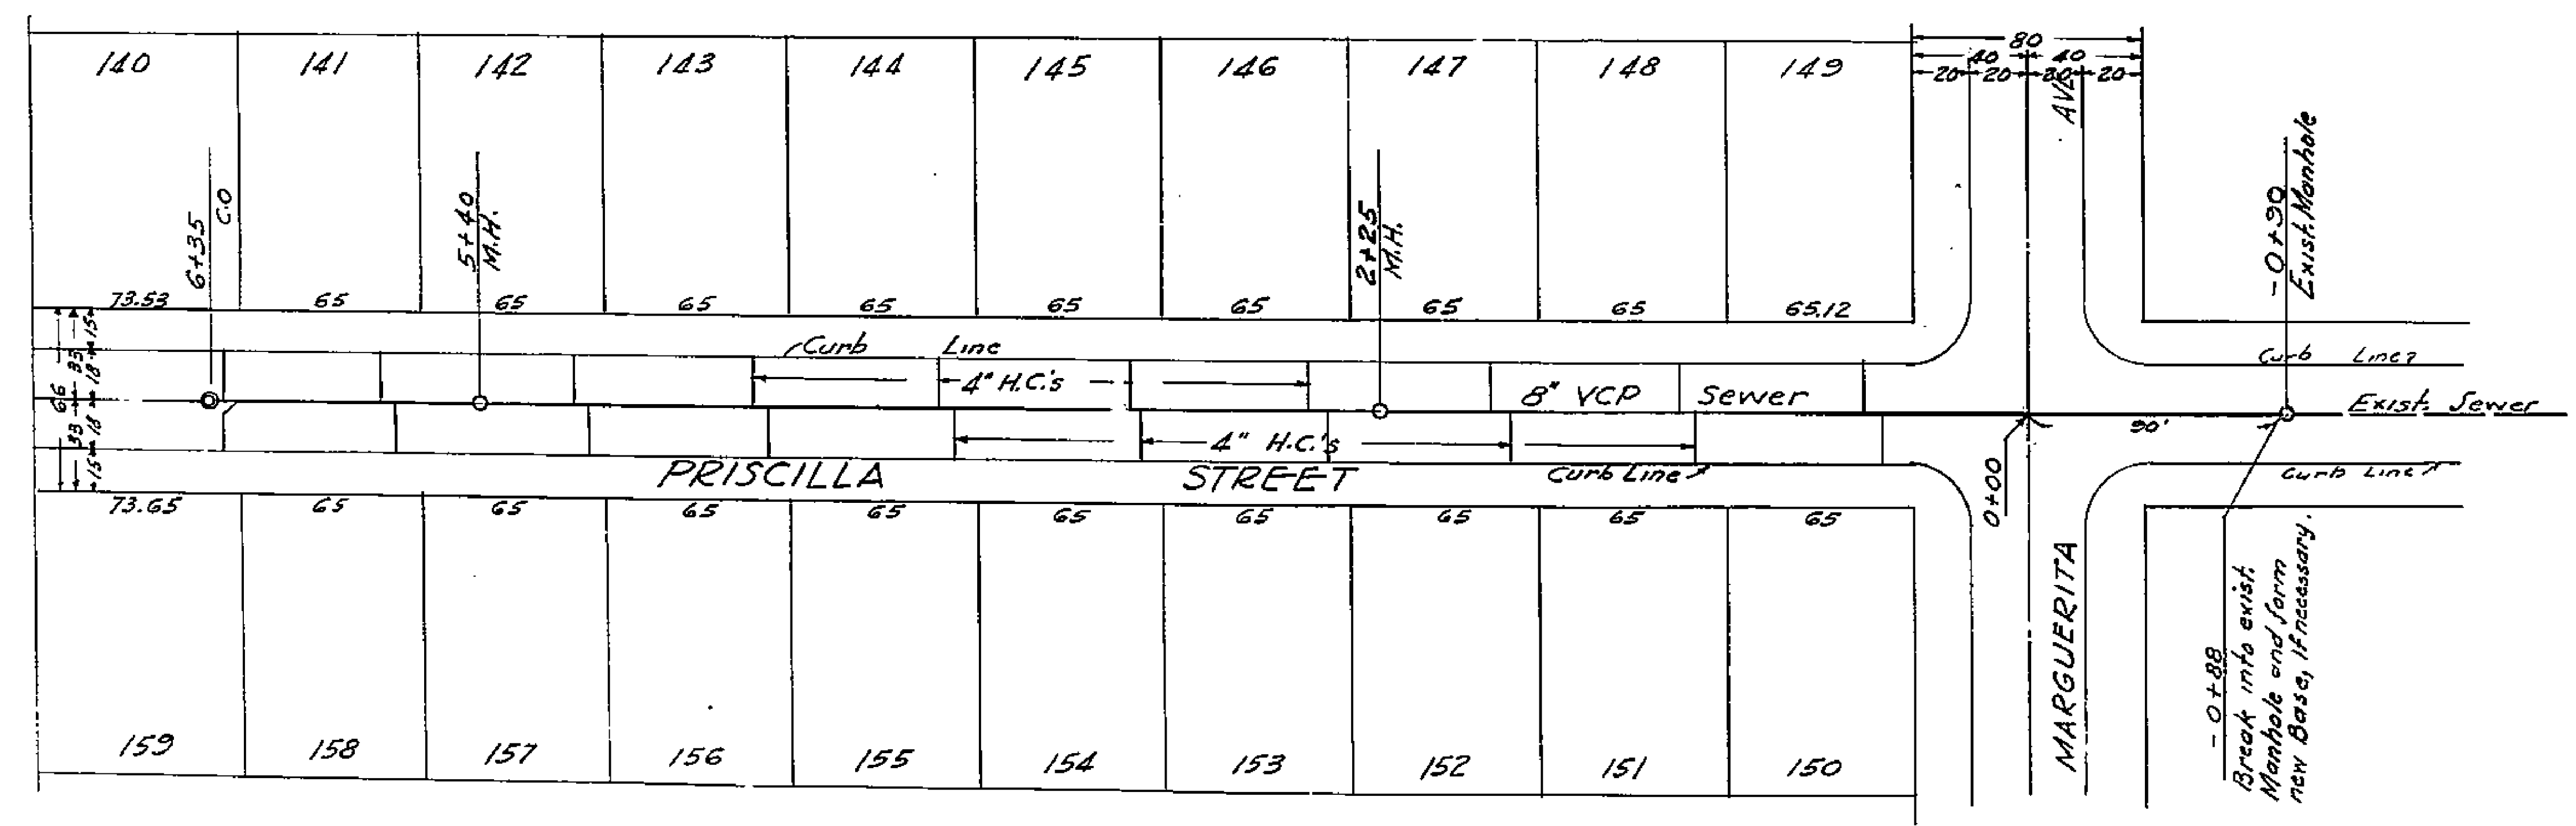 140 141 142 143 144 145 146 147 148 149
80
40 40
20 20 20 20
AVE
6+35
C.O
5+40
M.H.
2+25
M.H.
-0+90
Exist. Manhole
73.53 65 65 65 65 65 65 65 65 65.12
15
18
33
66
33
18
15
Curb Line
4" H.C.'s
8" VCP Sewer
Curb Line
Exist. Sewer
90'
4" H.C.'s
PRISCILLA STREET
Curb Line
0+00
Curb Line
73.65 65 65 65 65 65 65 65 65 65
MARGUERITA
-0+88
Break into exist.
Manhole and form
new Base, if necessary.
159 158 157 156 155 154 153 152 151 150